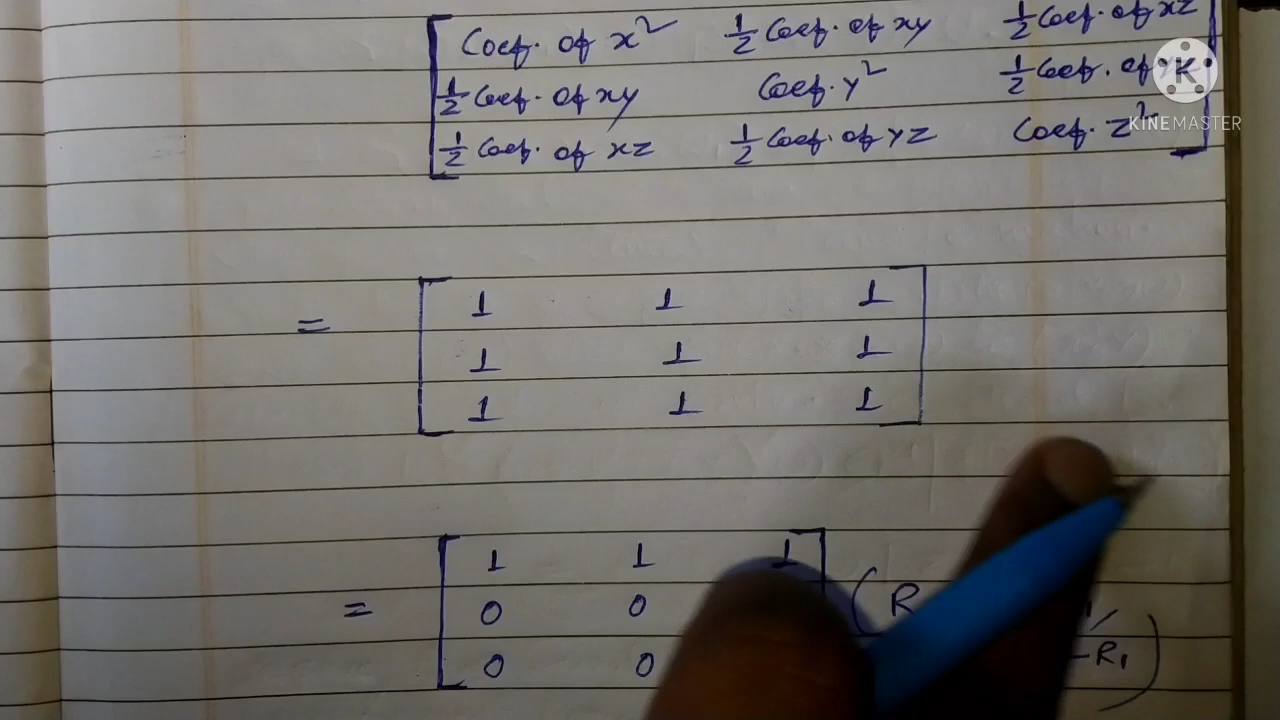 Coef. of x² ½ Coef. of xy ½ Coef. of xz
½ Coef. of xy Coef. y² ½ Coef. of
½ Coef. of xz ½ Coef. of yz Coef. z²
K
KINEMASTER
= 1 1 1
1 1 1
1 1 1
= 1 1 1
0 0 (R
0 0 -R₁)